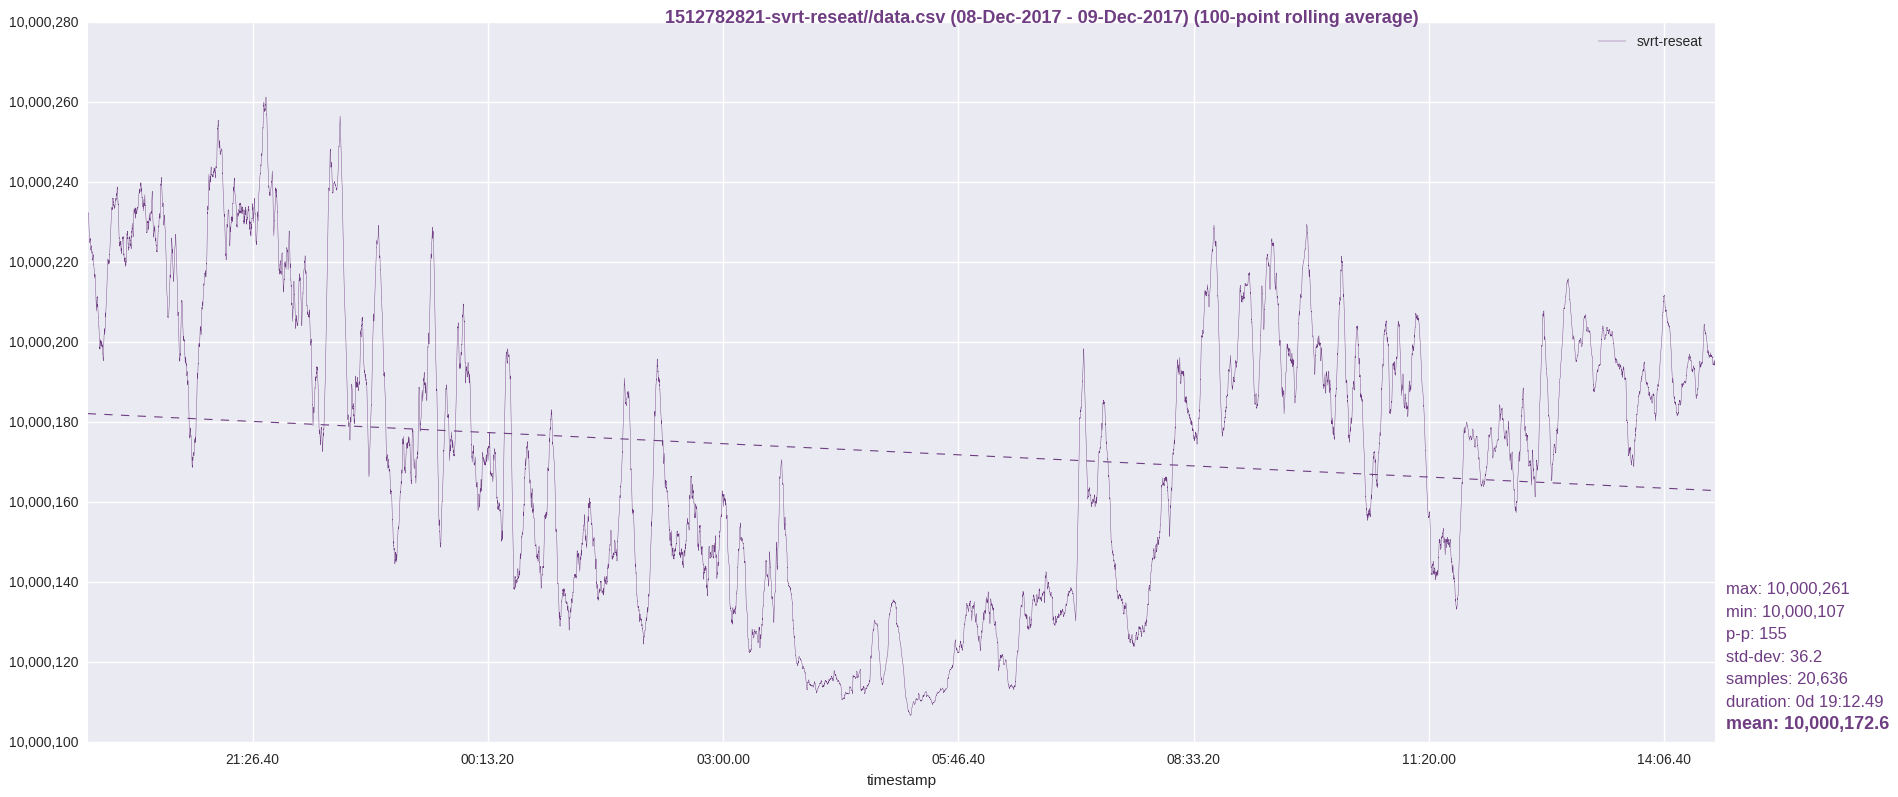 1512782821-svrt-reseat//data.csv (08-Dec-2017 - 09-Dec-2017) (100-point rolling average)
svrt-reseat
10,000,280
10,000,260
10,000,240
10,000,220
10,000,200
10,000,180
10,000,160
10,000,140
10,000,120
10,000,100
21:26.40
00:13.20
03:00.00
05:46.40
08:33.20
11:20.00
14:06.40
timestamp
max: 10,000,261
min: 10,000,107
p-p: 155
std-dev: 36.2
samples: 20,636
duration: 0d 19:12.49
mean: 10,000,172.6